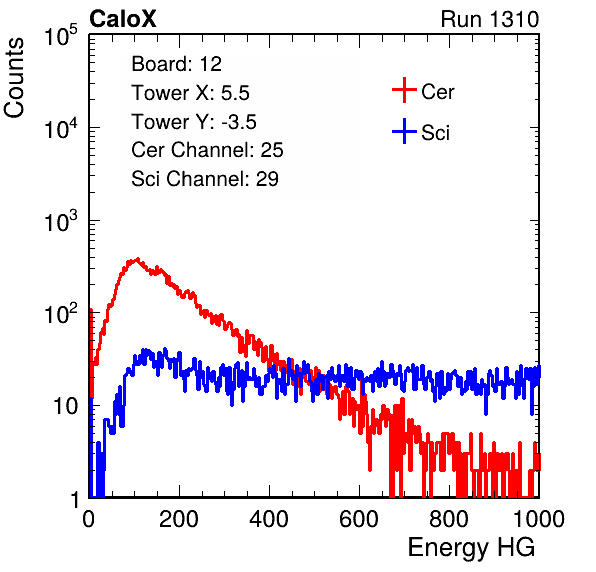 CaloX Run 1310
Counts
10^5
10^4
10^3
10^2
10
1
Board: 12
Tower X: 5.5
Tower Y: -3.5
Cer Channel: 25
Sci Channel: 29
Cer
Sci
0 200 400 600 800 1000
Energy HG